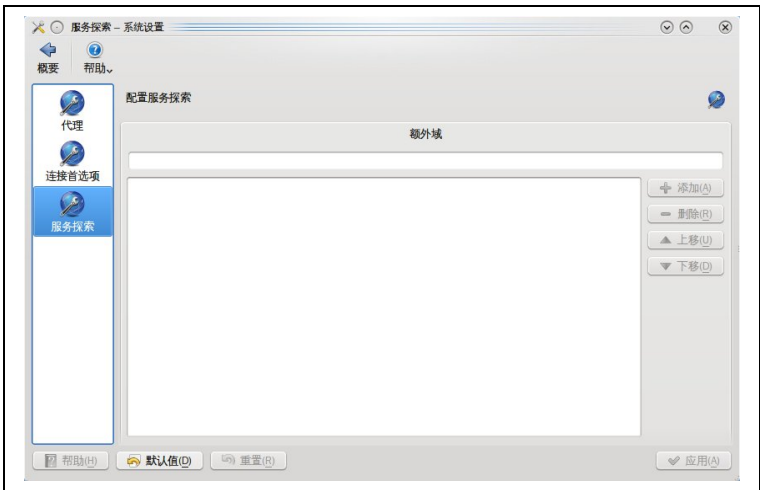 服务探索 – 系统设置
概要
帮助
代理
连接首选项
服务探索
配置服务探索
额外域
添加(A)
删除(R)
上移(U)
下移(D)
帮助(H)
默认值(D)
重置(R)
应用(A)